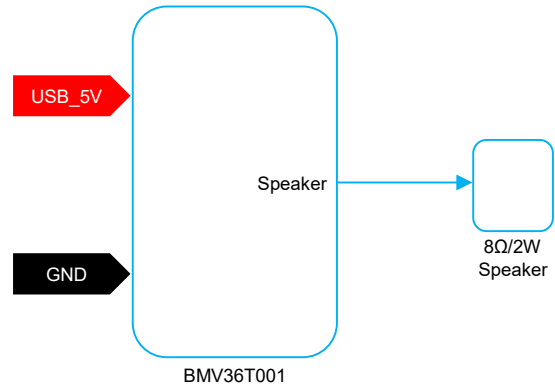 USB_5V
Speaker
8Ω/2W
Speaker
GND
BMV36T001